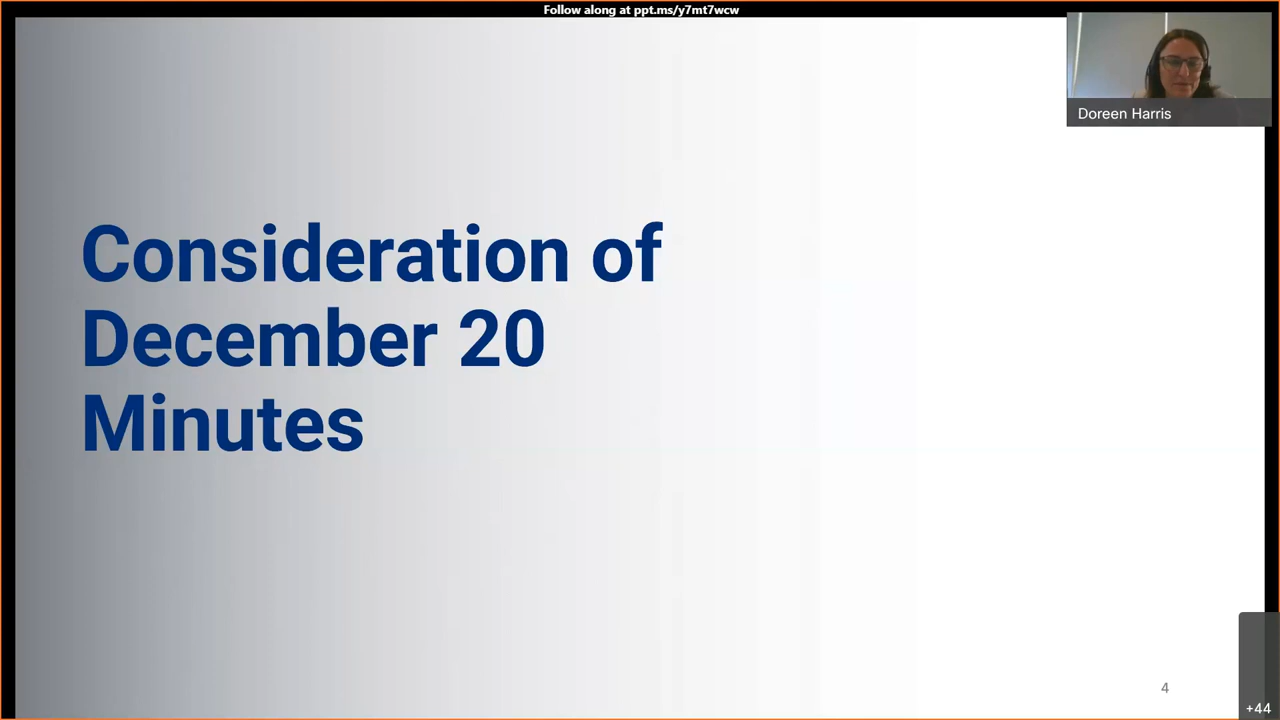 Follow along at ppt.ms/y7mt7wcw
Doreen Harris
Consideration of
December 20
Minutes
4
+44